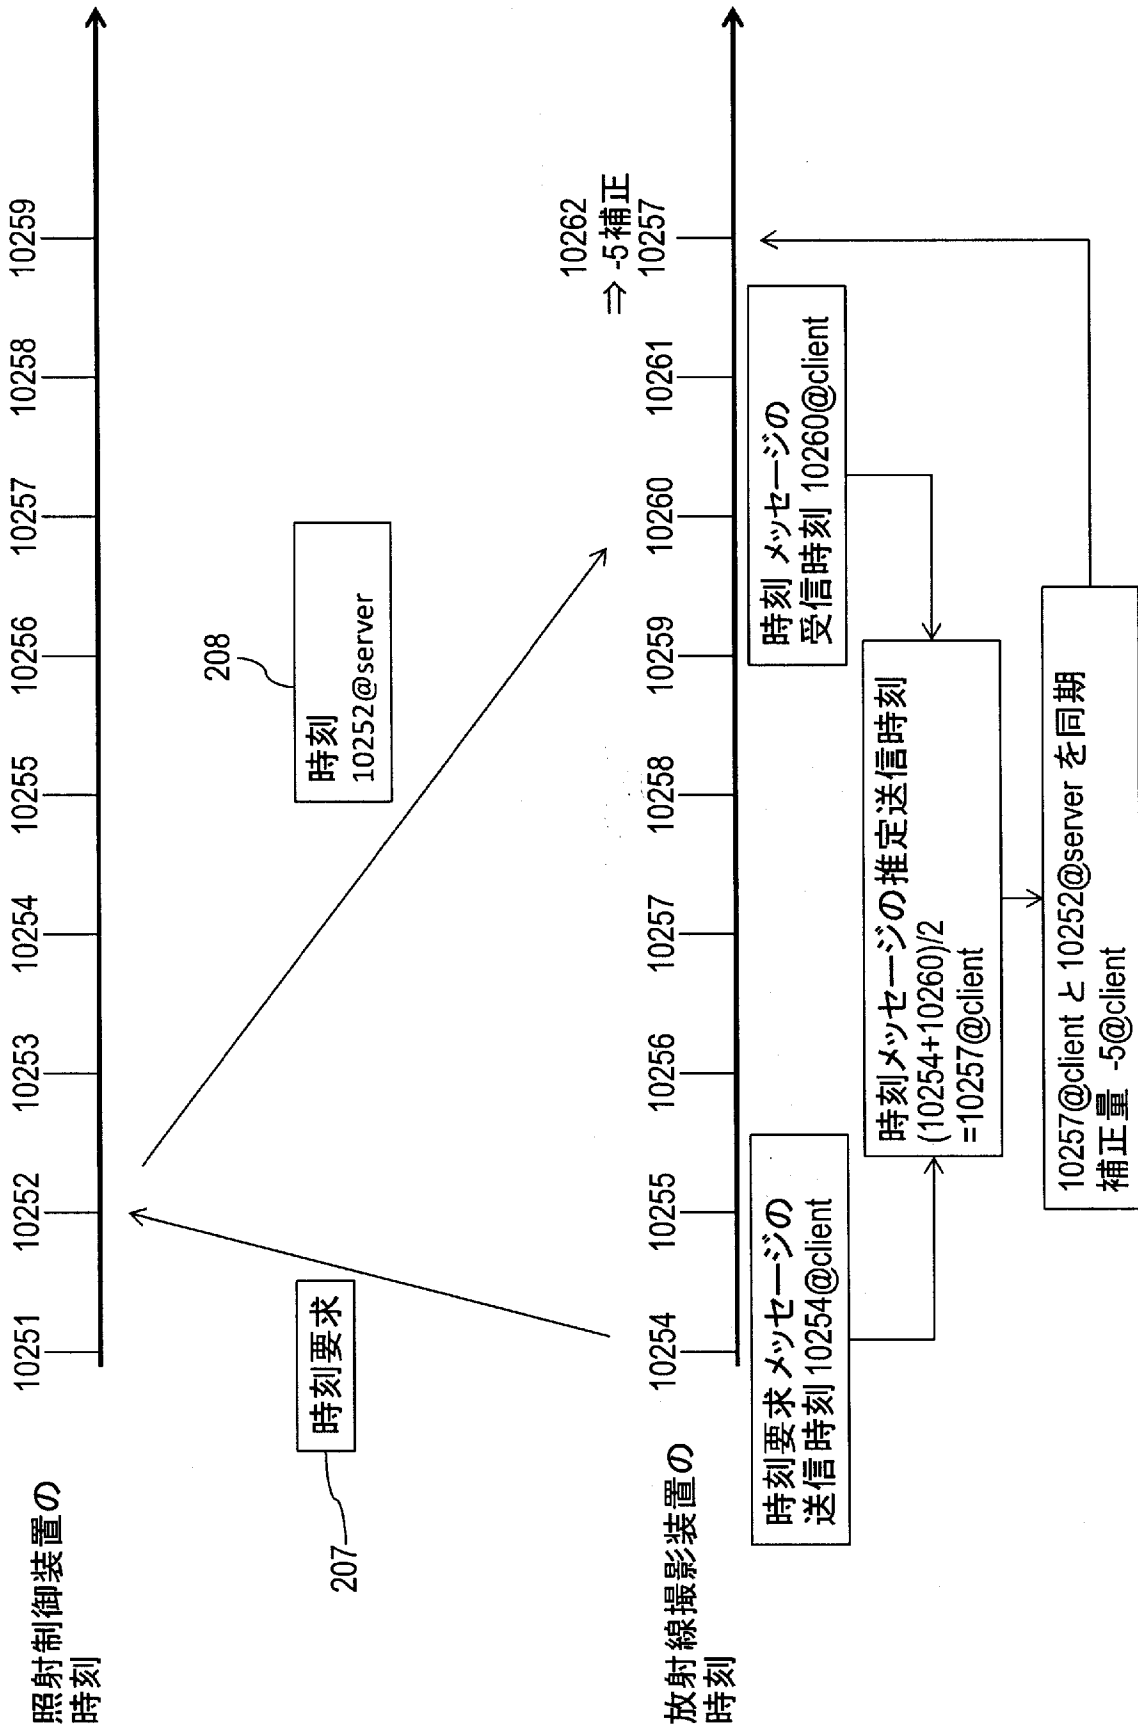 照射制御装置の
時刻
10251
10252
10253
10254
10255
10256
10257
10258
10259
207
時刻要求
208
時刻
10252@server
放射線撮影装置の
時刻
10254
10255
10256
10257
10258
10259
10260
10261
10262
⇒ -5補正
10257
時刻要求 メッセージの
送信時刻 10254@client
時刻 メッセージの
受信時刻 10260@client
時刻メッセージの推定送信時刻
(10254+10260)/2
=10257@client
10257@client と 10252@server を同期
補正量 -5@client